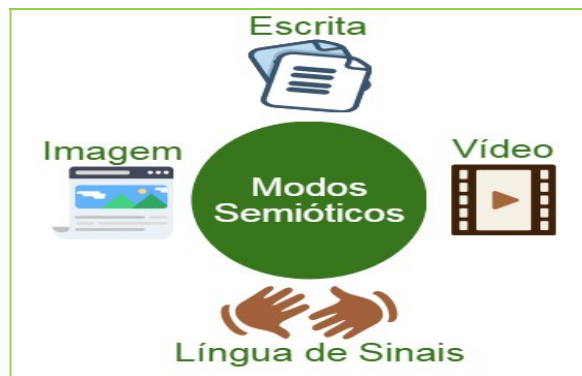 Escrita
Imagem
Vídeo
Modos
Semióticos
Língua de Sinais